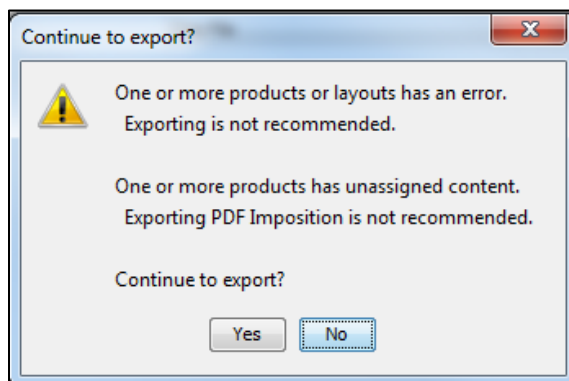 Continue to export?
One or more products or layouts has an error.
Exporting is not recommended.
One or more products has unassigned content.
Exporting PDF Imposition is not recommended.
Continue to export?
Yes No